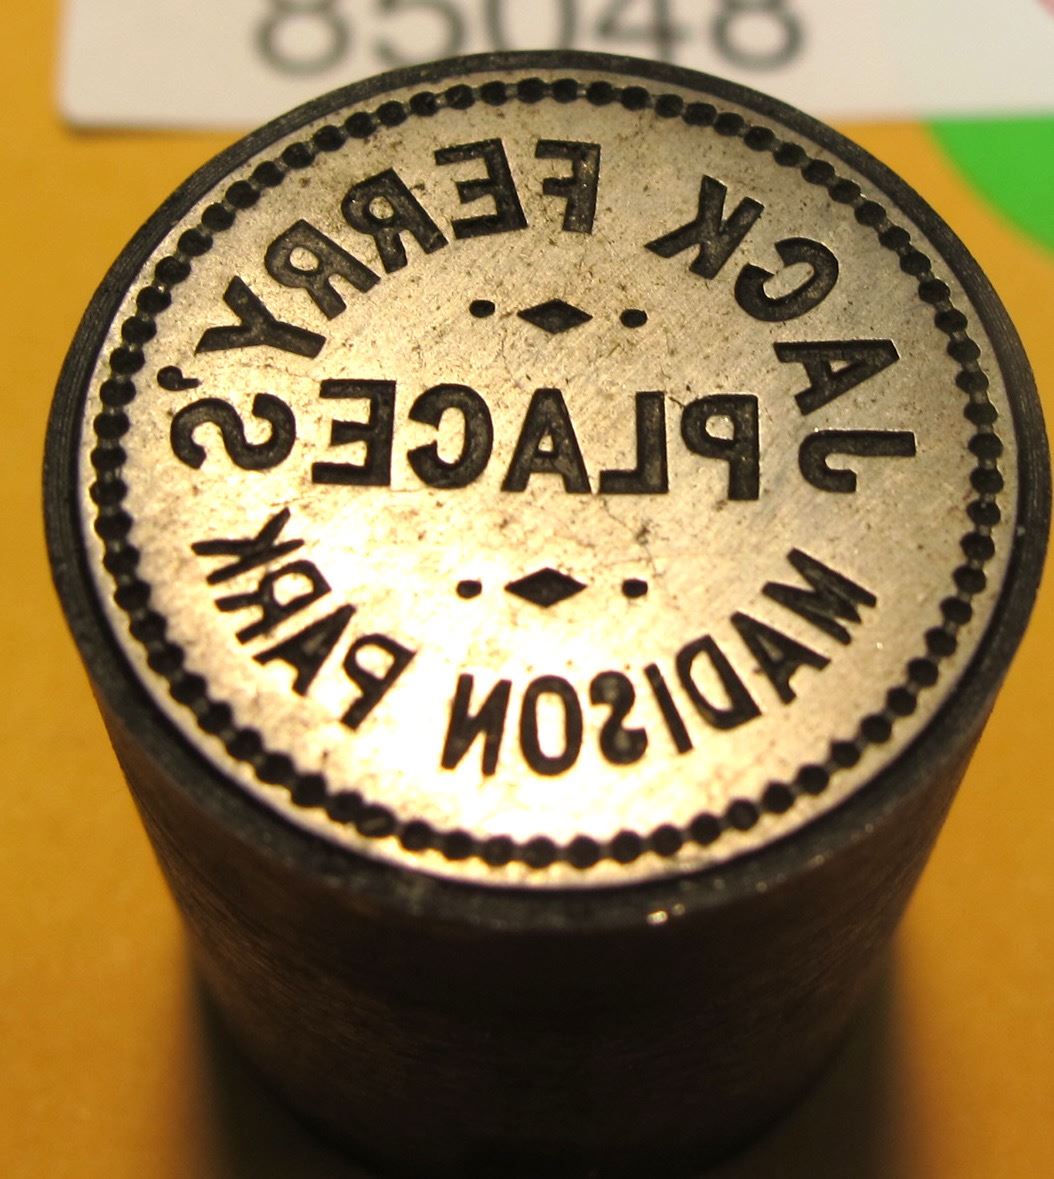 85048
JACK FERRY'S
PLACE
MADISON PARK